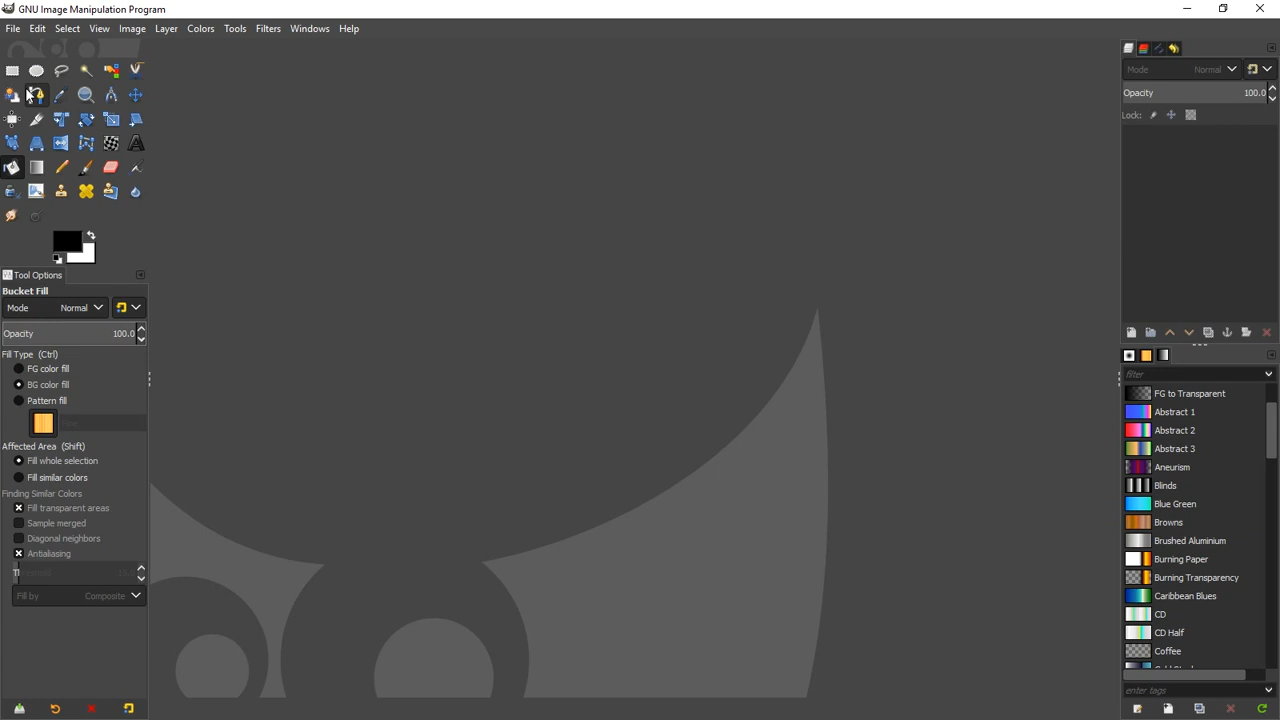 GNU Image Manipulation Program
File Edit Select View Image Layer Colors Tools Filters Windows Help
Tool Options
Bucket Fill
Mode Normal
Opacity 100.0
Fill Type (Ctrl)
FG color fill
BG color fill
Pattern fill
Affected Area (Shift)
Fill whole selection
Fill similar colors
Finding Similar Colors
Fill transparent areas
Sample merged
Diagonal neighbors
Antialiasing
Fill by Composite
Mode Normal
Opacity 100.0
Lock:
filter
FG to Transparent
Abstract 1
Abstract 2
Abstract 3
Aneurism
Blinds
Blue Green
Browns
Brushed Aluminium
Burning Paper
Burning Transparency
Caribbean Blues
CD
CD Half
Coffee
enter tags